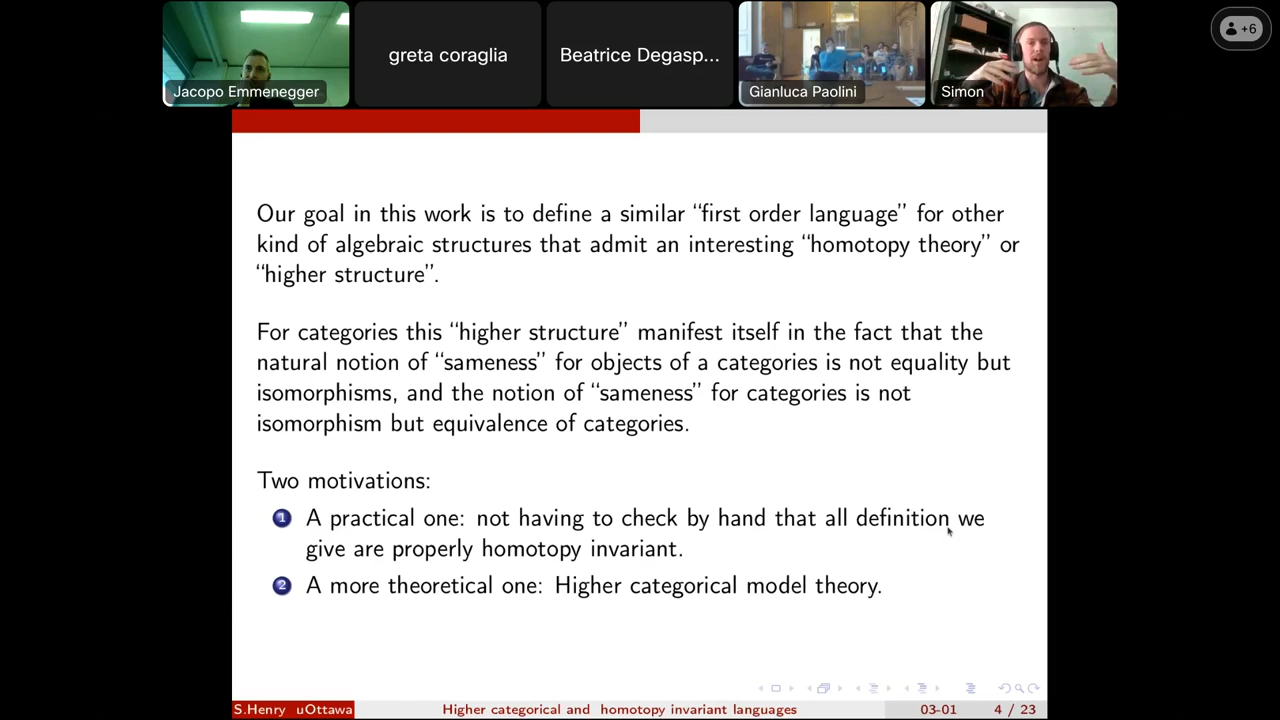 +6
Jacopo Emmenegger
greta coraglia
Beatrice Degasp...
Gianluca Paolini
Simon
Our goal in this work is to define a similar “first order language” for other
kind of algebraic structures that admit an interesting “homotopy theory” or
“higher structure”.
For categories this “higher structure” manifest itself in the fact that the
natural notion of “sameness” for objects of a categories is not equality but
isomorphisms, and the notion of “sameness” for categories is not
isomorphism but equivalence of categories.
Two motivations:
1 A practical one: not having to check by hand that all definition we
give are properly homotopy invariant.
2 A more theoretical one: Higher categorical model theory.
S.Henry uOttawa Higher categorical and homotopy invariant languages 03-01 4 / 23